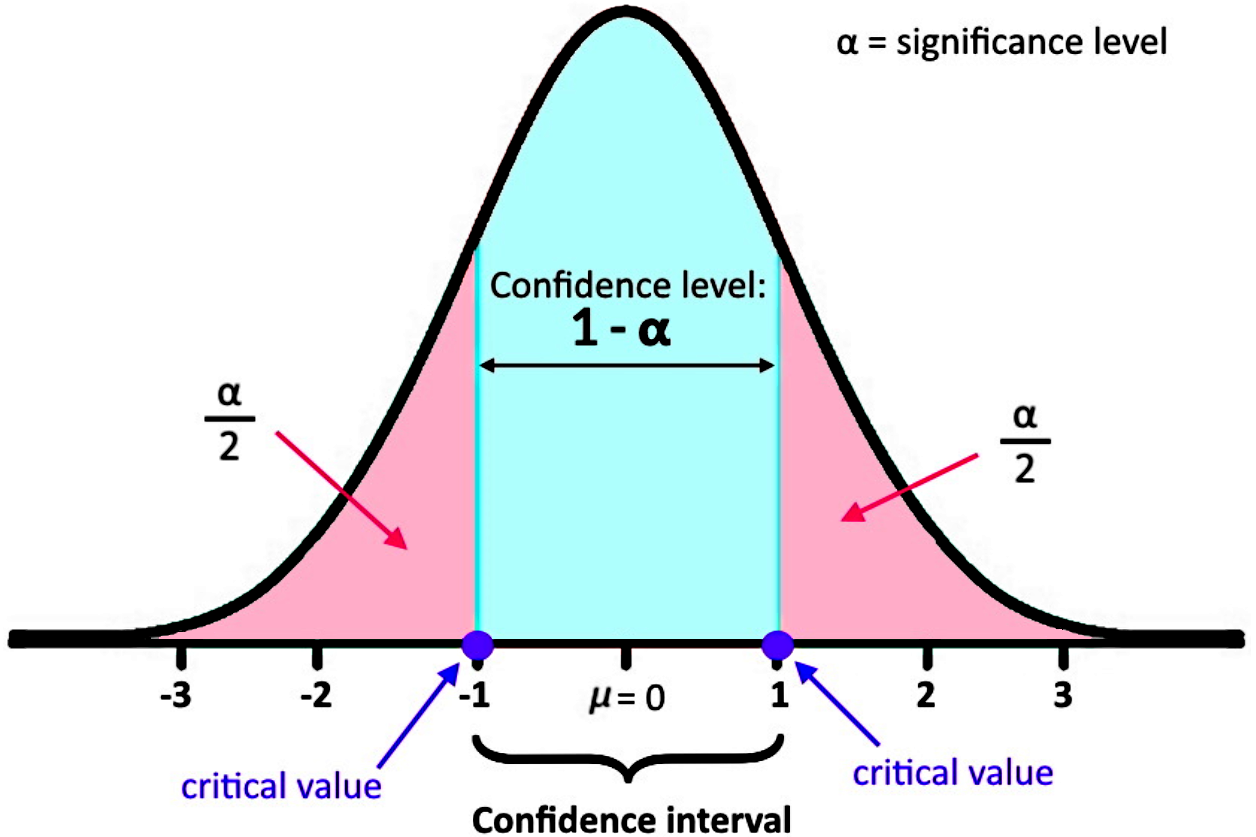 α = significance level
Confidence level:
1 - α
α
2
α
2
-3 -2 -1 μ = 0 1 2 3
critical value
critical value
Confidence interval